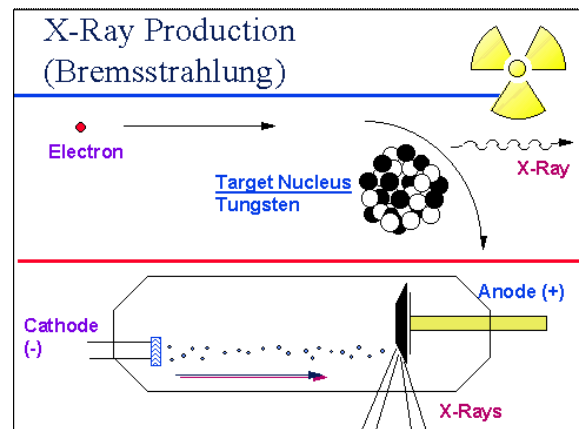 X-Ray Production
(Bremsstrahlung)
Electron
X-Ray
Target Nucleus
Tungsten
Anode (+)
Cathode
(-)
X-Rays